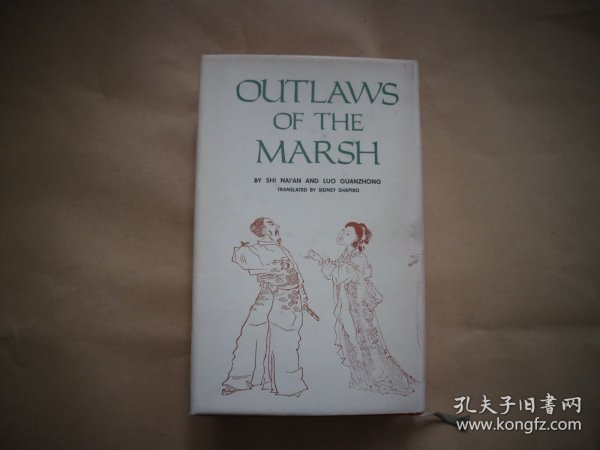 OUTLAWS
OF THE
MARSH
BY SHI NAI'AN AND LUO GUANZHONG
TRANSLATED BY SIDNEY SHAPIRO
孔夫子旧书网
www.kongfz.com